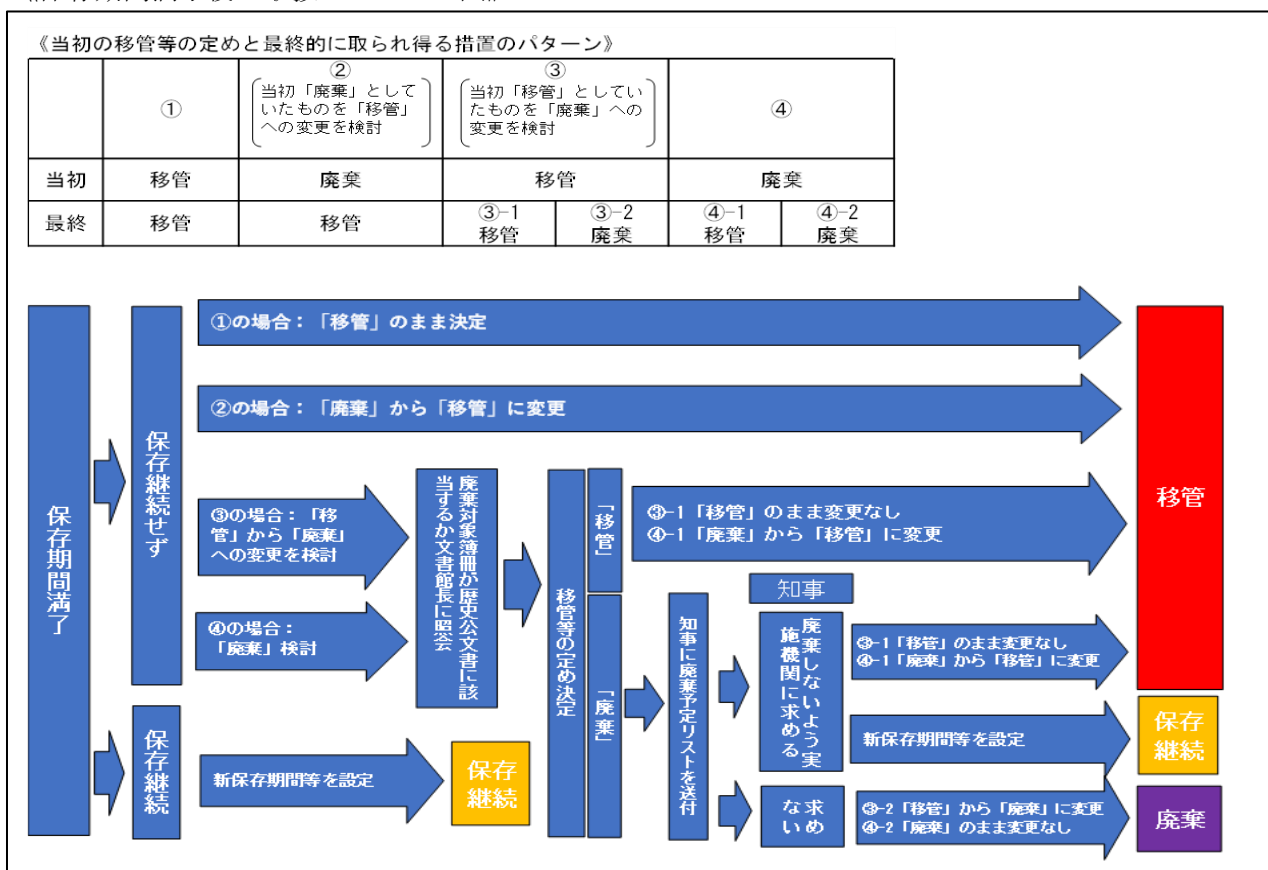 《当初の移管等の定めと最終的に取られ得る措置のパターン》
①
②
当初「廃棄」として
いたものを「移管」
への変更を検討
③
当初「移管」としてい
たものを「廃棄」への
変更を検討
④
当初
移管
廃棄
移管
廃棄
最終
移管
移管
③-1
移管
③-2
廃棄
④-1
移管
④-2
廃棄
保存期間満了
保存継続せず
①の場合：「移管」のまま決定
②の場合：「廃棄」から「移管」に変更
③の場合：「移
管」から「廃棄」
への変更を検討
④の場合：
「廃棄」検討
廃棄対象簿冊が歴史公文書に該
当するか文書館長に照会
移管等の定め決定
「移管」
「廃棄」
③-1「移管」のまま変更なし
④-1「廃棄」から「移管」に変更
知事に廃棄予定リストを送付
知事
廃棄しないよう実
施機関に求める
③-1「移管」のまま変更なし
④-1「廃棄」から「移管」に変更
新保存期間等を設定
求め
ない
③-2「移管」から「廃棄」に変更
④-2「廃棄」のまま変更なし
移管
保存
継続
廃棄
保存継続
新保存期間等を設定
保存
継続